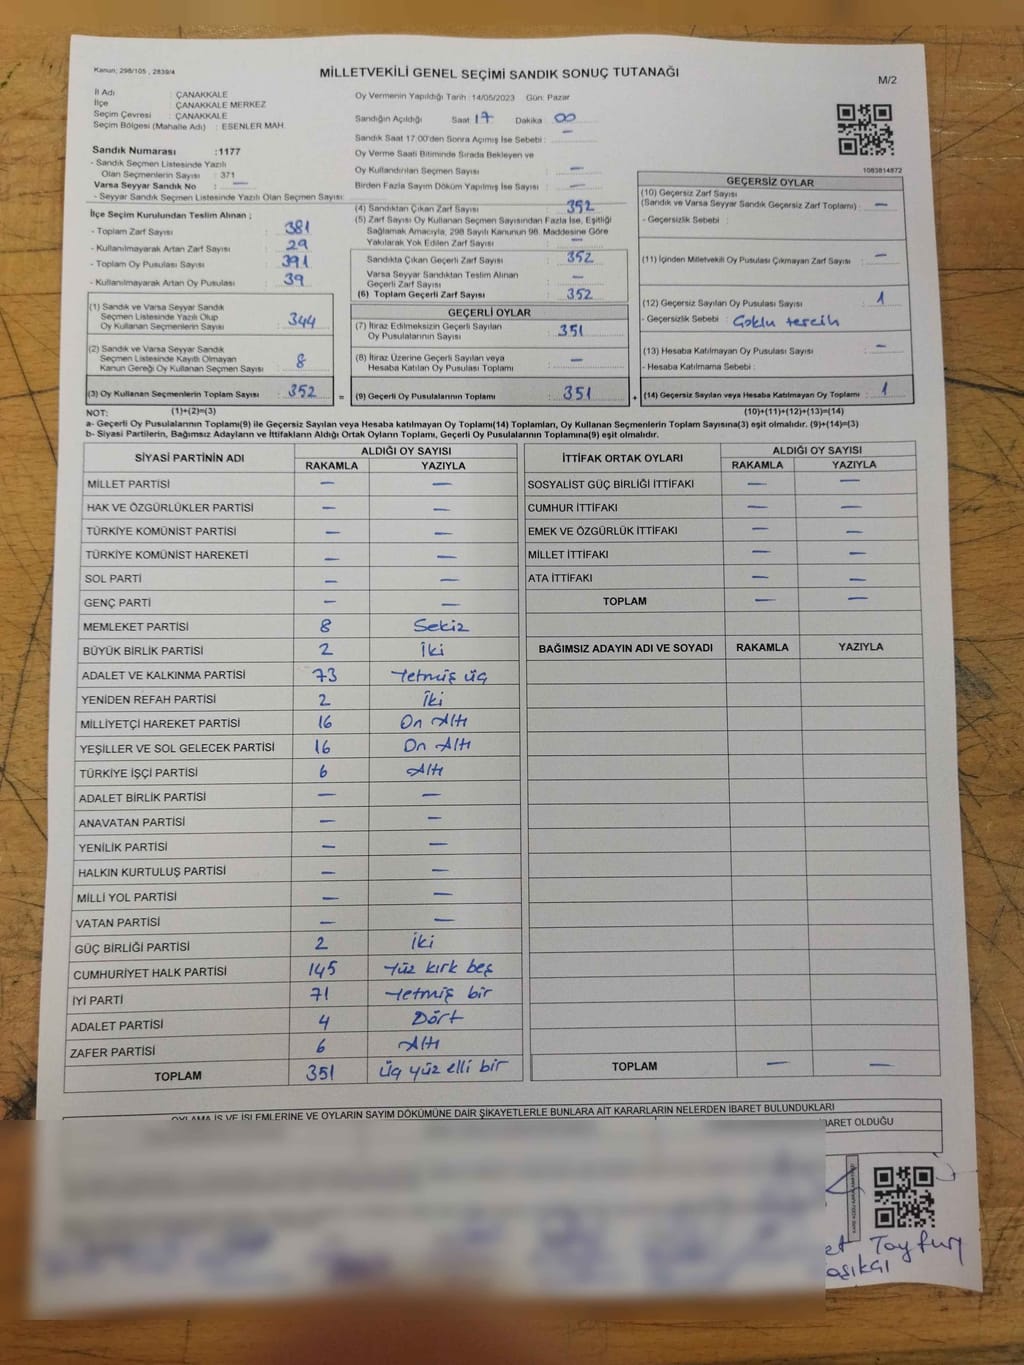 Kanun; 298/105 , 2839/4
MİLLETVEKİLİ GENEL SEÇİMİ SANDIK SONUÇ TUTANAĞI
M/2
İl Adı : ÇANAKKALE
İlçe : ÇANAKKALE MERKEZ
Seçim Çevresi : ÇANAKKALE
Seçim Bölgesi (Mahalle Adı) : ESENLER MAH.
Sandık Numarası :1177
- Sandık Seçmen Listesinde Yazılı
Olan Seçmenlerin Sayısı : 371
Varsa Seyyar Sandık No : —
- Seyyar Sandık Seçmen Listesinde Yazılı Olan Seçmen Sayısı:
İlçe Seçim Kurulundan Teslim Alınan ;
- Toplam Zarf Sayısı : 381
- Kullanılmayarak Artan Zarf Sayısı : 29
- Toplam Oy Pusulası Sayısı : 391
- Kullanılmayarak Artan Oy Pusulası : 39
(1) Sandık ve Varsa Seyyar Sandık
Seçmen Listesinde Yazılı Olup
Oy Kullanan Seçmenlerin Sayısı : 344
(2) Sandık ve Varsa Seyyar Sandık
Seçmen Listesinde Kayıtlı Olmayan
Kanun Gereği Oy Kullanan Seçmen Sayısı : 8
(3) Oy Kullanan Seçmenlerin Toplam Sayısı : 352 =
Oy Vermenin Yapıldığı Tarih :14/05/2023 Gün: Pazar
Sandığın Açıldığı Saat 17 Dakika 00
Sandık Saat 17:00'den Sonra Açımış İse Sebebi : —
Oy Verme Saati Bitiminde Sırada Bekleyen ve
Oy Kullandırılan Seçmen Sayısı : —
Birden Fazla Sayım Döküm Yapılmış İse Sayısı : —
(4) Sandıktan Çıkan Zarf Sayısı : 352
(5) Zarf Sayısı Oy Kullanan Seçmen Sayısından Fazla İse, Eşitliği
Sağlamak Amacıyla, 298 Sayılı Kanunun 98. Maddesine Göre
Yakılarak Yok Edilen Zarf Sayısı : —
Sandıkta Çıkan Geçerli Zarf Sayısı : 352
Varsa Seyyar Sandıktan Teslim Alınan
Geçerli Zarf Sayısı : —
(6) Toplam Geçerli Zarf Sayısı : 352
GEÇERLİ OYLAR
(7) İtiraz Edilmeksizin Geçerli Sayılan
Oy Pusulalarının Sayısı : 351
(8) İtiraz Üzerine Geçerli Sayılan veya
Hesaba Katılan Oy Pusulası Toplamı : —
(9) Geçerli Oy Pusulalarının Toplamı : 351 +
1083814872
GEÇERSİZ OYLAR
(10) Geçersiz Zarf Sayısı
(Sandık ve Varsa Seyyar Sandık Geçersiz Zarf Toplamı) : —
- Geçersizlik Sebebi :
(11) İçinden Milletvekili Oy Pusulası Çıkmayan Zarf Sayısı : —
(12) Geçersiz Sayılan Oy Pusulası Sayısı : 1
- Geçersizlik Sebebi : Çoklu tercih
(13) Hesaba Katılmayan Oy Pusulası Sayısı : —
- Hesaba Katılmama Sebebi :
(14) Geçersiz Sayılan veya Hesaba Katılmayan Oy Toplamı : 1
NOT: (1)+(2)=(3) (10)+(11)+(12)+(13)=(14)
a- Geçerli Oy Pusulalarının Toplamı(9) ile Geçersiz Sayılan veya Hesaba katılmayan Oy Toplamı(14) Toplamları, Oy Kullanan Seçmenlerin Toplam Sayısına(3) eşit olmalıdır. (9)+(14)=(3)
b- Siyasi Partilerin, Bağımsız Adayların ve İttifakların Aldığı Ortak Oyların Toplamı, Geçerli Oy Pusulalarının Toplamına(9) eşit olmalıdır.
SİYASİ PARTİNİN ADI ALDIĞI OY SAYISI
RAKAMLA YAZIYLA
MİLLET PARTİSİ — —
HAK VE ÖZGÜRLÜKLER PARTİSİ — —
TÜRKİYE KOMÜNİST PARTİSİ — —
TÜRKİYE KOMÜNİST HAREKETİ — —
SOL PARTİ — —
GENÇ PARTİ — —
MEMLEKET PARTİSİ 8 Sekiz
BÜYÜK BİRLİK PARTİSİ 2 İki
ADALET VE KALKINMA PARTİSİ 73 Yetmiş üç
YENİDEN REFAH PARTİSİ 2 İki
MİLLİYETÇİ HAREKET PARTİSİ 16 On Altı
YEŞİLLER VE SOL GELECEK PARTİSİ 16 On Altı
TÜRKİYE İŞÇİ PARTİSİ 6 Altı
ADALET BİRLİK PARTİSİ — —
ANAVATAN PARTİSİ — —
YENİLİK PARTİSİ — —
HALKIN KURTULUŞ PARTİSİ — —
MİLLİ YOL PARTİSİ — —
VATAN PARTİSİ — —
GÜÇ BİRLİĞİ PARTİSİ 2 İki
CUMHURİYET HALK PARTİSİ 145 Yüz kırk beş
İYİ PARTİ 71 Yetmiş bir
ADALET PARTİSİ 4 Dört
ZAFER PARTİSİ 6 Altı
TOPLAM 351 Üç yüz elli bir
İTTİFAK ORTAK OYLARI ALDIĞI OY SAYISI
RAKAMLA YAZIYLA
SOSYALİST GÜÇ BİRLİĞİ İTTİFAKI — —
CUMHUR İTTİFAKI — —
EMEK VE ÖZGÜRLÜK İTTİFAKI — —
MİLLET İTTİFAKI — —
ATA İTTİFAKI — —
TOPLAM — —
BAĞIMSIZ ADAYIN ADI VE SOYADI RAKAMLA YAZIYLA
TOPLAM — —
OYLAMA İŞ VE İŞLEMLERİNE VE OYLARIN SAYIM DÖKÜMÜNE DAİR ŞİKAYETLERLE BUNLARA AİT KARARLARIN NELERDEN İBARET BULUNDUKLARI
BARET OLDUĞU
et Tayfun